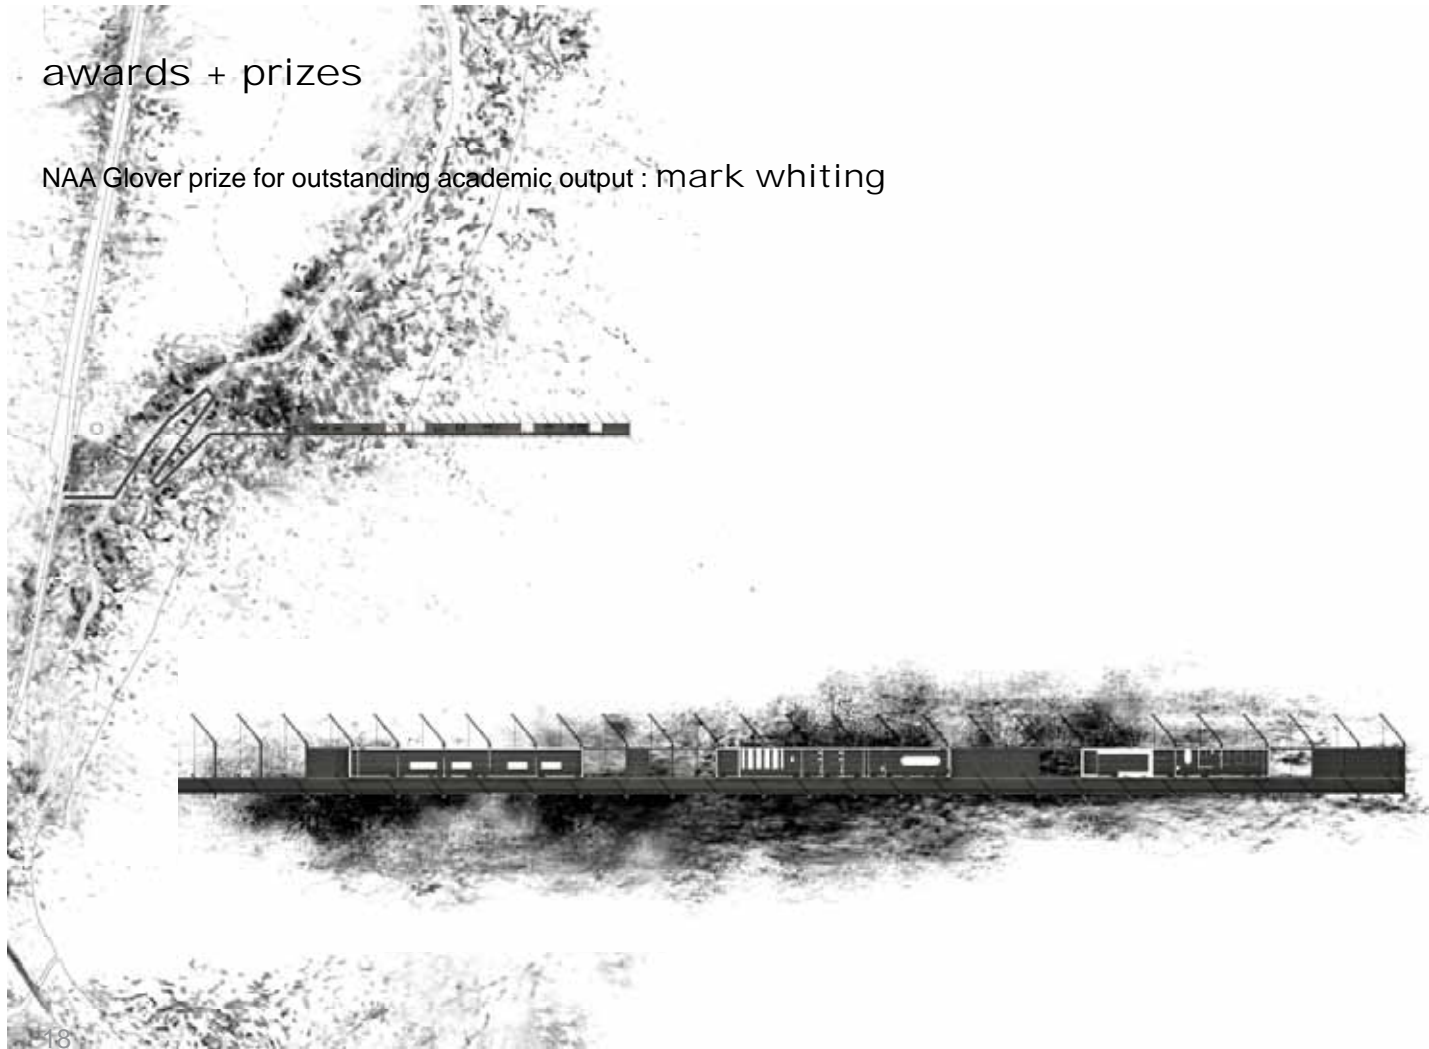 awards + prizes
NAA Glover prize for outstanding academic output : mark whiting
18